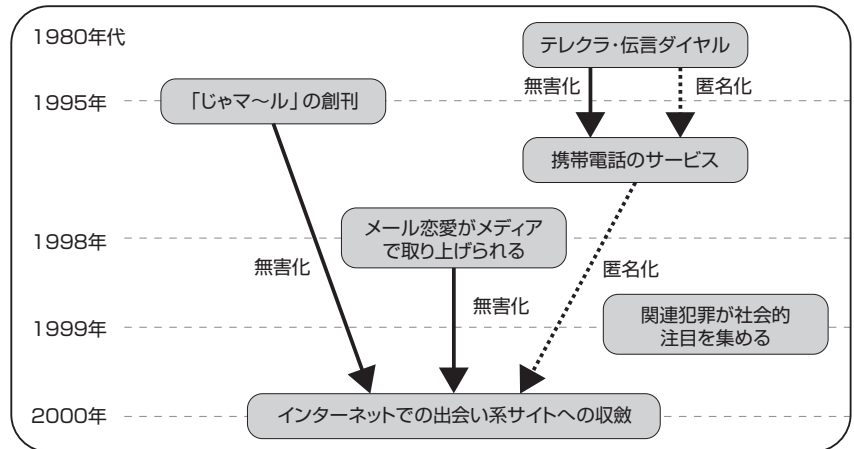 1980年代
テレクラ・伝言ダイヤル
無害化
匿名化
1995年
「じゃマ～ル」の創刊
携帯電話のサービス
1998年
メール恋愛がメディア
で取り上げられる
無害化
匿名化
無害化
1999年
関連犯罪が社会的
注目を集める
2000年
インターネットでの出会い系サイトへの収斂